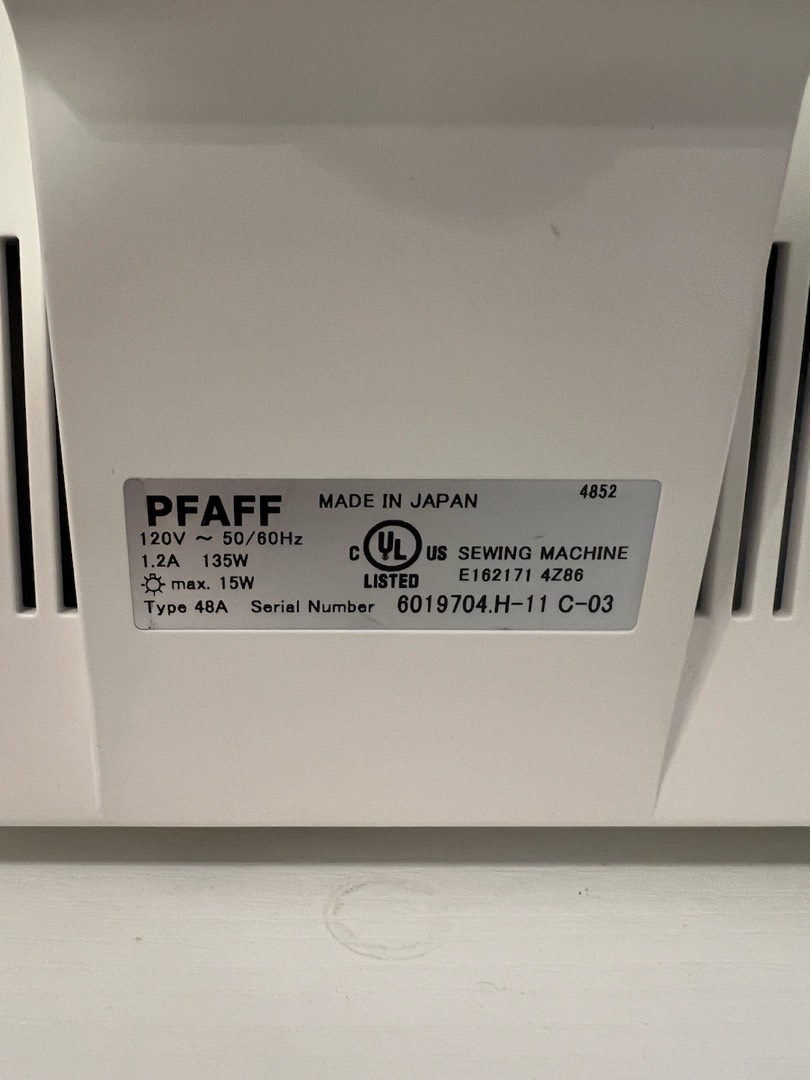 PFAFF MADE IN JAPAN 4852
120V ~ 50/60Hz
1.2A 135W C UL US SEWING MACHINE
max. 15W LISTED E162171 4Z86
Type 48A Serial Number 6019704.H-11 C-03